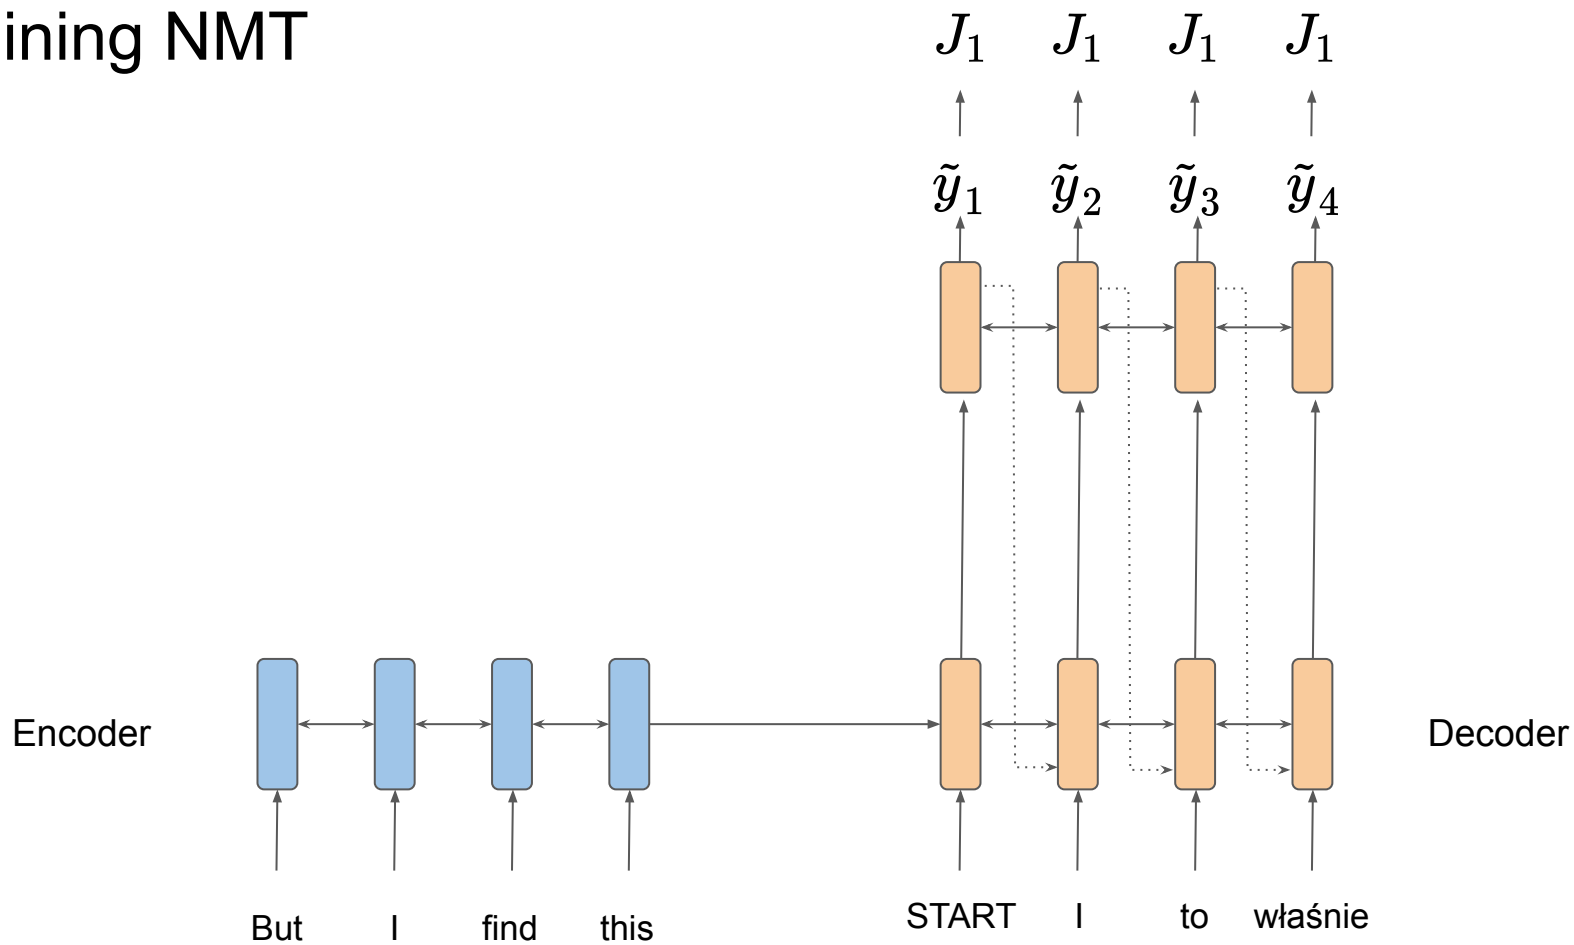 ining NMT
J₁ J₁ J₁ J₁
ỹ₁ ỹ₂ ỹ₃ ỹ₄
Encoder Decoder
But I find this START I to właśnie